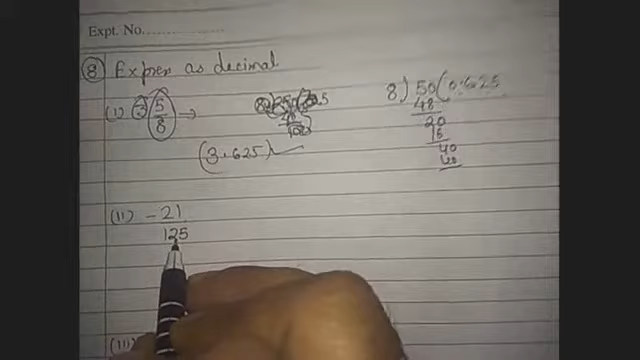 Expt. No.
(8) Express as decimal
(i) 3 5/8 → 8) 50 (0.625
48
20
16
40
40
(3.625)
(ii) -21
125
(iii)